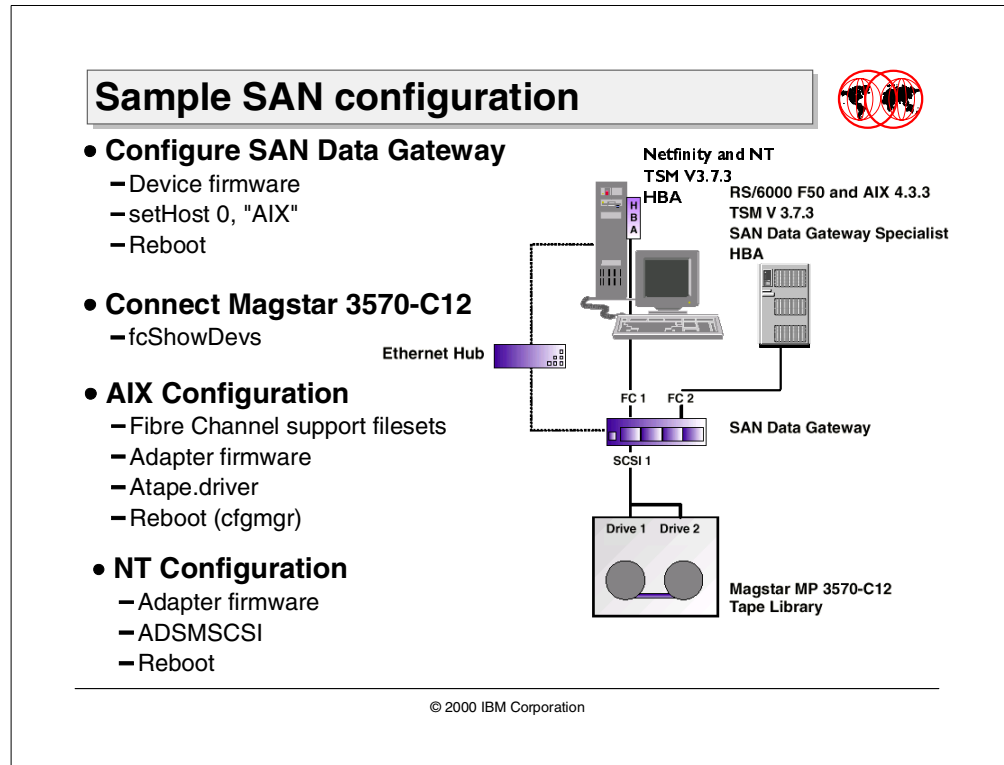 Sample SAN configuration
• Configure SAN Data Gateway
– Device firmware
– setHost 0, "AIX"
– Reboot
• Connect Magstar 3570-C12
– fcShowDevs
• AIX Configuration
– Fibre Channel support filesets
– Adapter firmware
– Atape.driver
– Reboot (cfgmgr)
• NT Configuration
– Adapter firmware
– ADSMSCSI
– Reboot
Netfinity and NT
TSM V3.7.3
HBA
H
B
A
RS/6000 F50 and AIX 4.3.3
TSM V 3.7.3
SAN Data Gateway Specialist
HBA
Ethernet Hub
FC 1 FC 2
SAN Data Gateway
SCSI 1
Drive 1 Drive 2
Magstar MP 3570-C12
Tape Library
© 2000 IBM Corporation